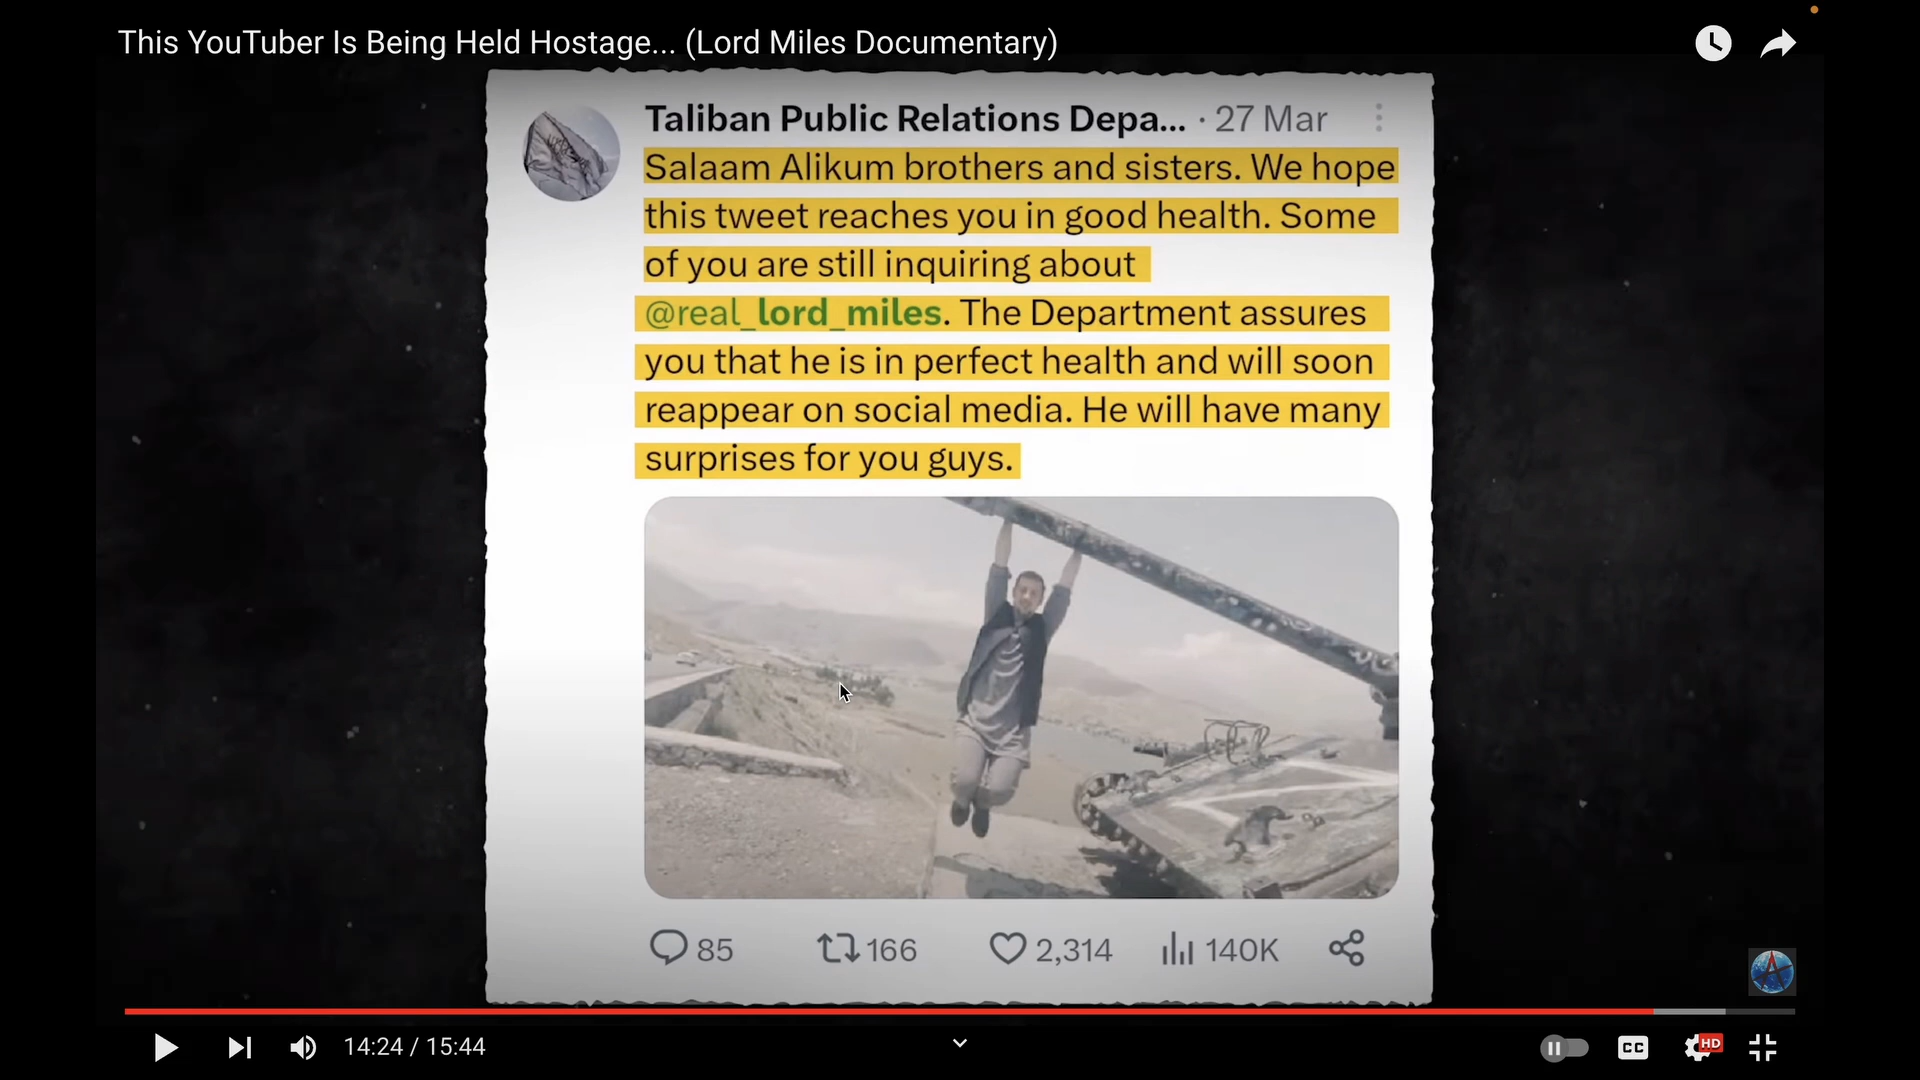 This YouTuber Is Being Held Hostage... (Lord Miles Documentary)
Taliban Public Relations Depa... · 27 Mar
Salaam Alikum brothers and sisters. We hope
this tweet reaches you in good health. Some
of you are still inquiring about
@real_lord_miles. The Department assures
you that he is in perfect health and will soon
reappear on social media. He will have many
surprises for you guys.
85 166 2,314 140K
14:24 / 15:44
CC HD